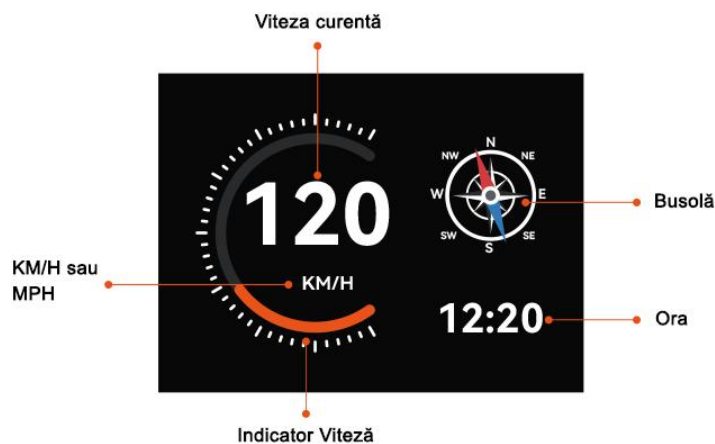 Viteza curentă
N
NW
NE
120
W
E
Busolă
SW
SE
S
KM/H sau
MPH
KM/H
12:20
Ora
Indicator Viteză